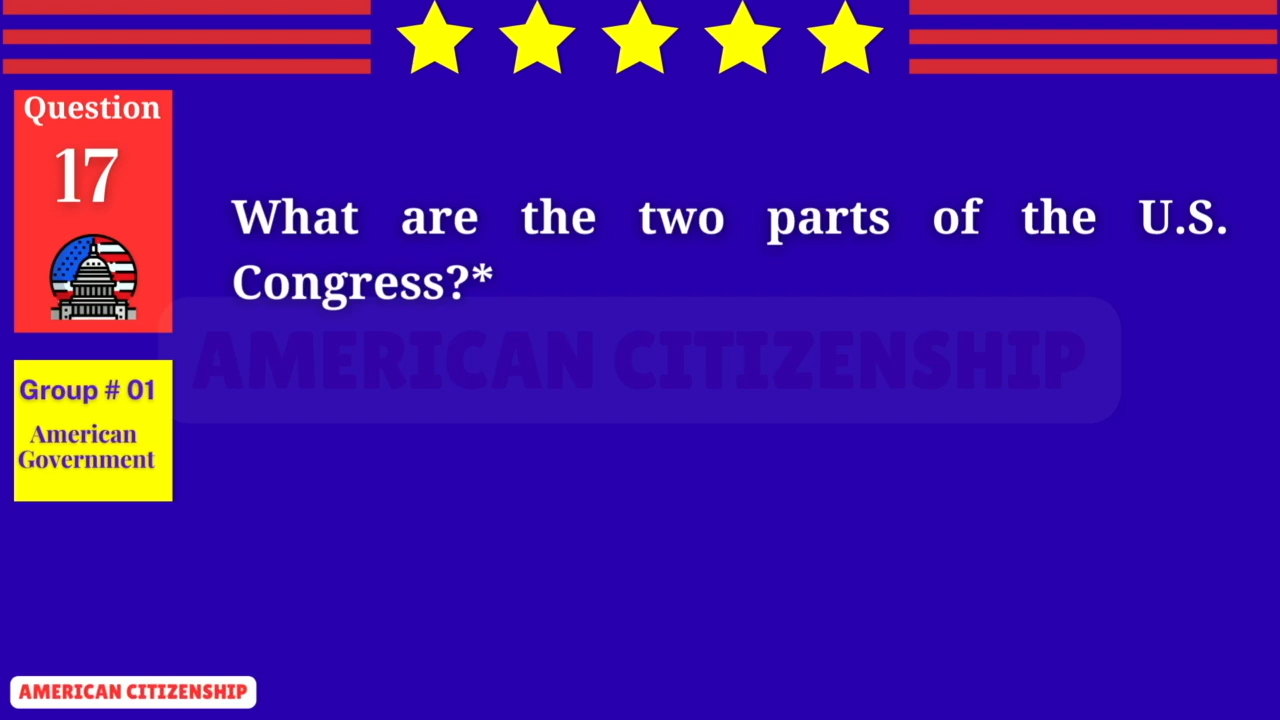 Question
17
What are the two parts of the U.S.
Congress?*
AMERICAN CITIZENSHIP
Group # 01
American
Government
AMERICAN CITIZENSHIP